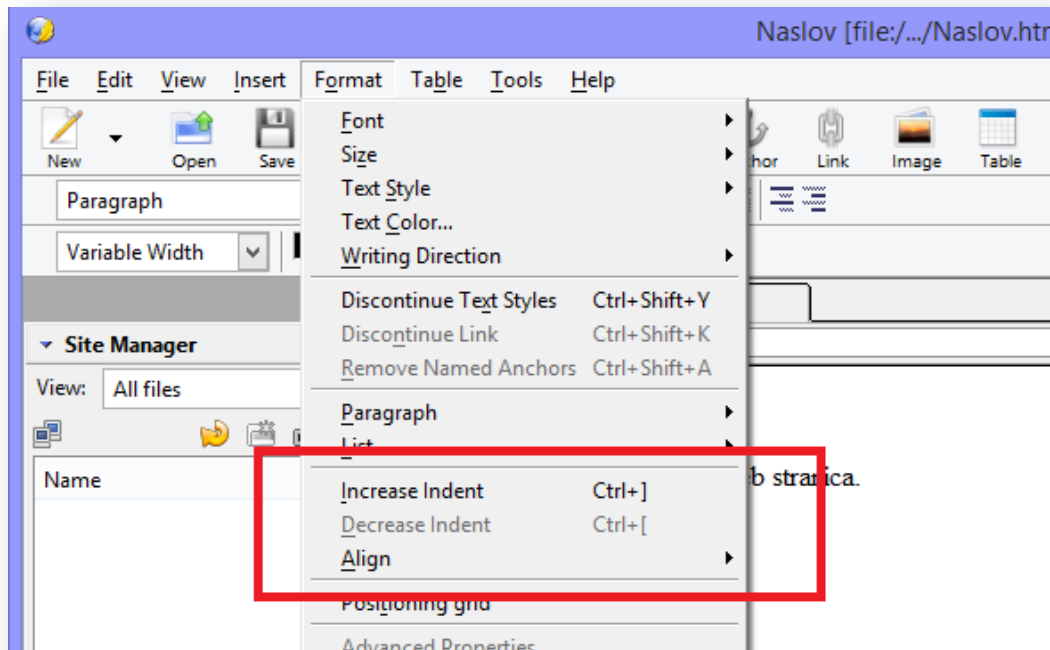 Naslov [file:/.../Naslov.htm
File Edit View Insert Format Table Tools Help
New Open Save Link Image Table
Paragraph
Variable Width
Font
Size
Text Style
Text Color...
Writing Direction
Discontinue Text Styles Ctrl+Shift+Y
Discontinue Link Ctrl+Shift+K
Remove Named Anchors Ctrl+Shift+A
Site Manager
View: All files
Paragraph
List
Name
b stranica.
Increase Indent Ctrl+]
Decrease Indent Ctrl+[
Align
Positioning grid
Advanced Properties